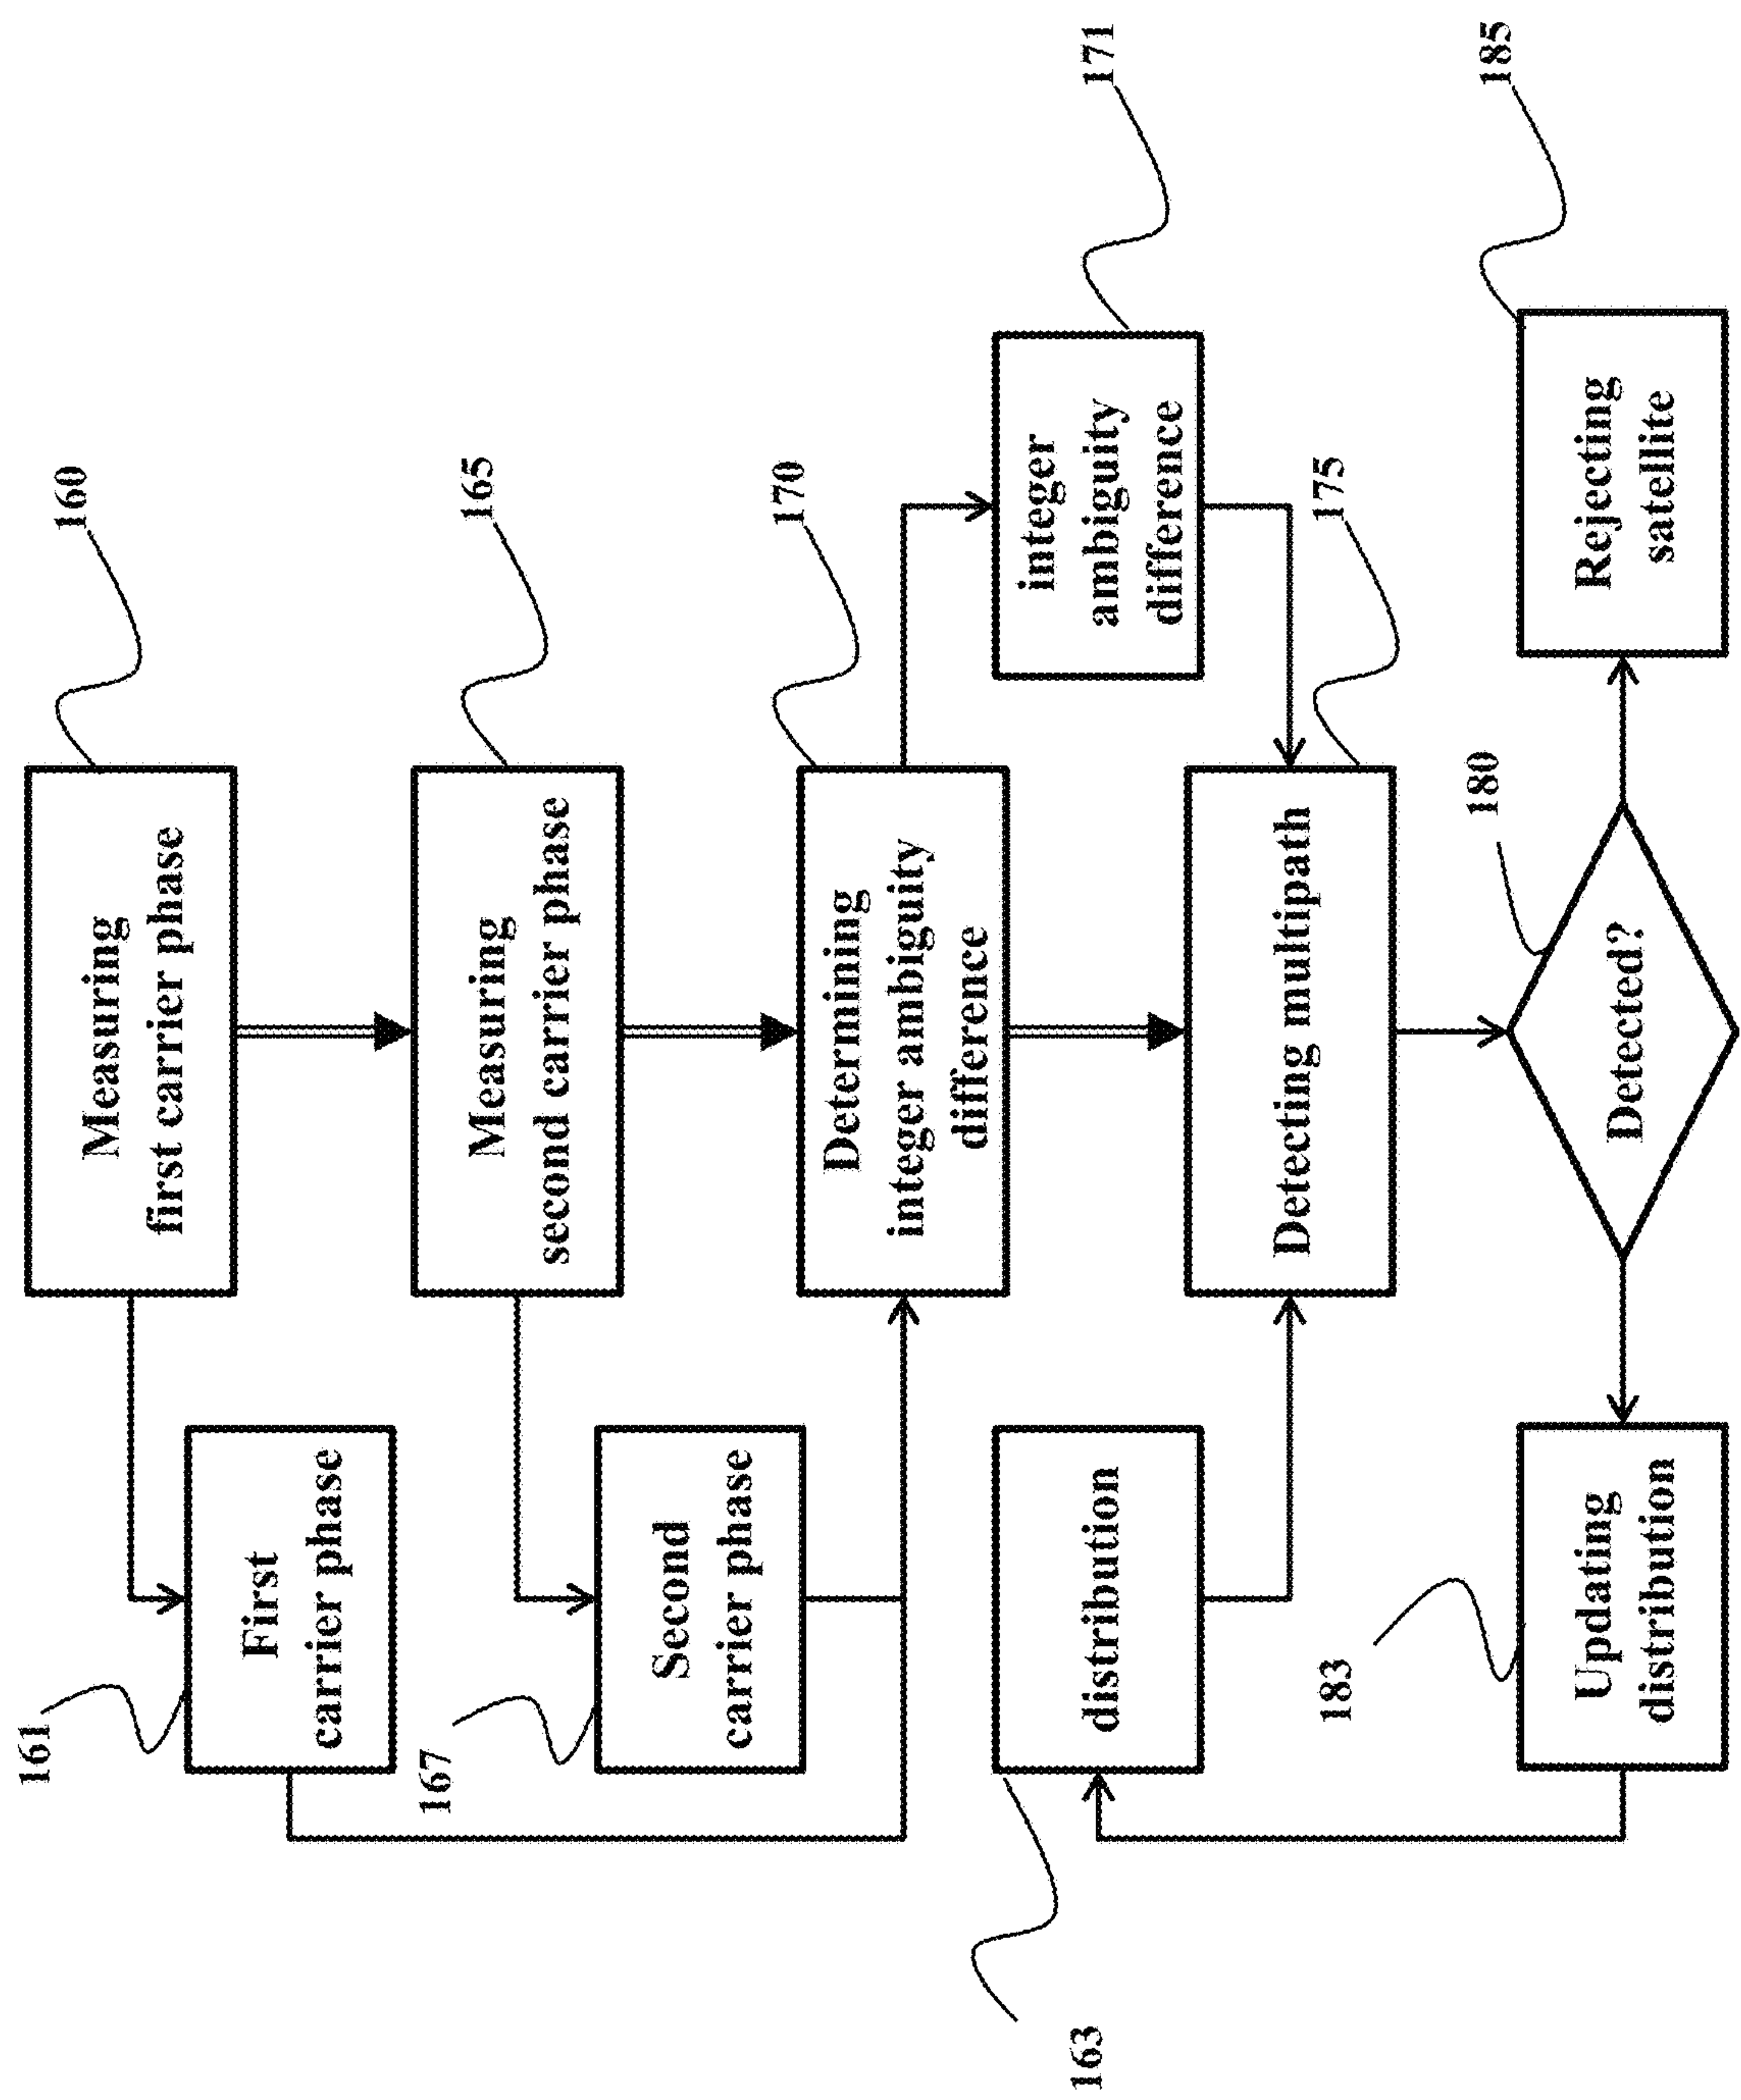 160
Measuring
first carrier phase
161
First
carrier phase
165
Measuring
second carrier phase
167
Second
carrier phase
170
Determining
integer ambiguity
difference
171
integer
ambiguity
difference
163
distribution
175
Detecting multipath
180
Detected?
183
Updating
distribution
185
Rejecting
satellite